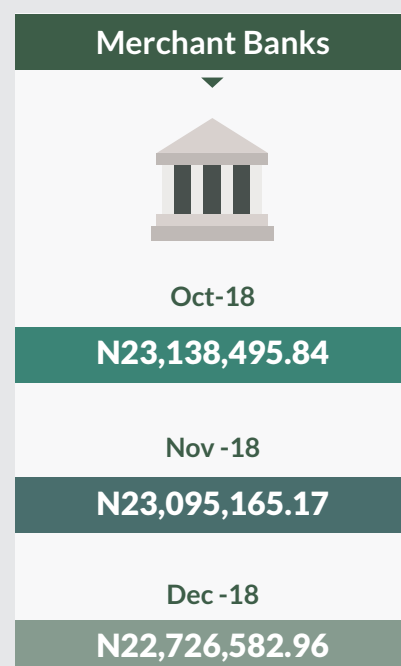 Merchant Banks
Oct-18
N23,138,495.84
Nov -18
N23,095,165.17
Dec -18
N22,726,582.96